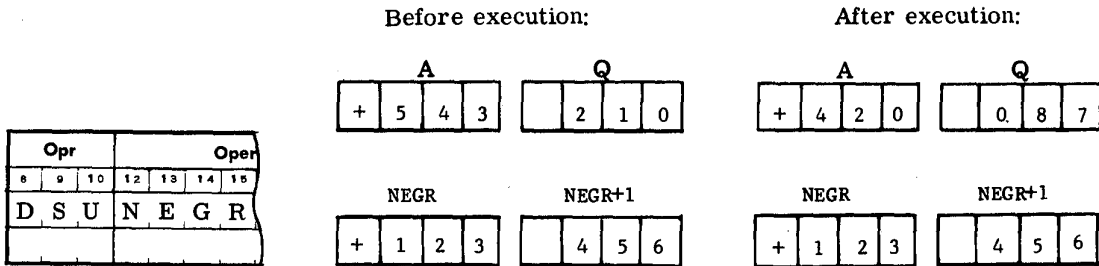 Before execution: After execution:
A Q A Q
+ 5 4 3 2 1 0 + 4 2 0 0. 8 7
Opr Oper
8 9 10 12 13 14 15
NEGR NEGR+1 NEGR NEGR+1
D S U N E G R
+ 1 2 3 4 5 6 + 1 2 3 4 5 6